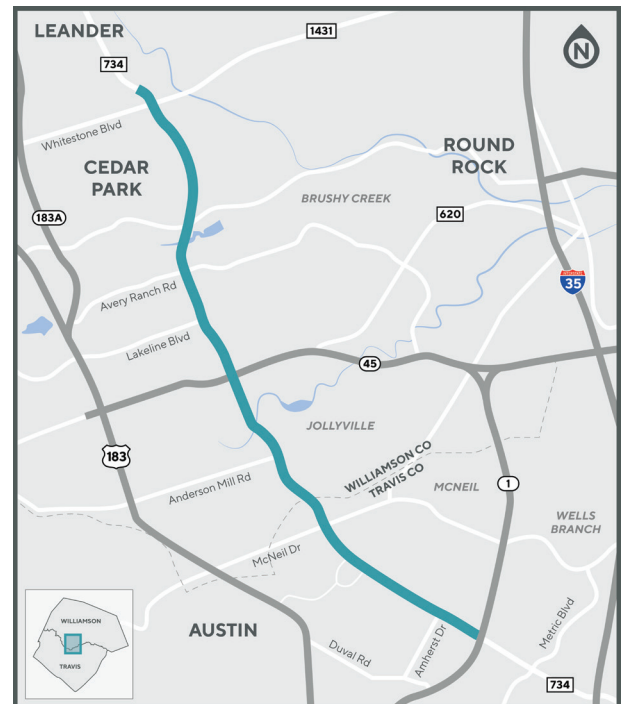 LEANDER
1431
N
734
Whitestone Blvd
ROUND
ROCK
CEDAR
PARK
BRUSHY CREEK
183A
620
35
Avery Ranch Rd
Lakeline Blvd
45
JOLLYVILLE
183
WILLIAMSON CO
TRAVIS CO
Anderson Mill Rd
MCNEIL
1
WELLS
BRANCH
McNeil Dr
WILLIAMSON
TRAVIS
AUSTIN
Duval Rd
Amherst Dr
Metric Blvd
734